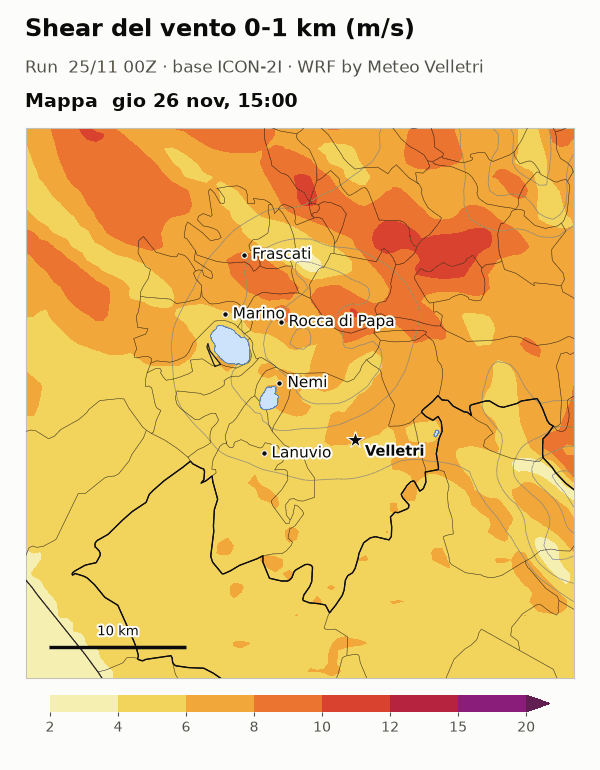 Shear del vento 0-1 km (m/s)
Run  25/11 00Z · base ICON-2I · WRF by Meteo Velletri
Mappa  gio 26 nov, 15:00
Frascati
Marino
Rocca di Papa
Nemi
Velletri
Lanuvio
10 km
2 4 6 8 10 12 15 20